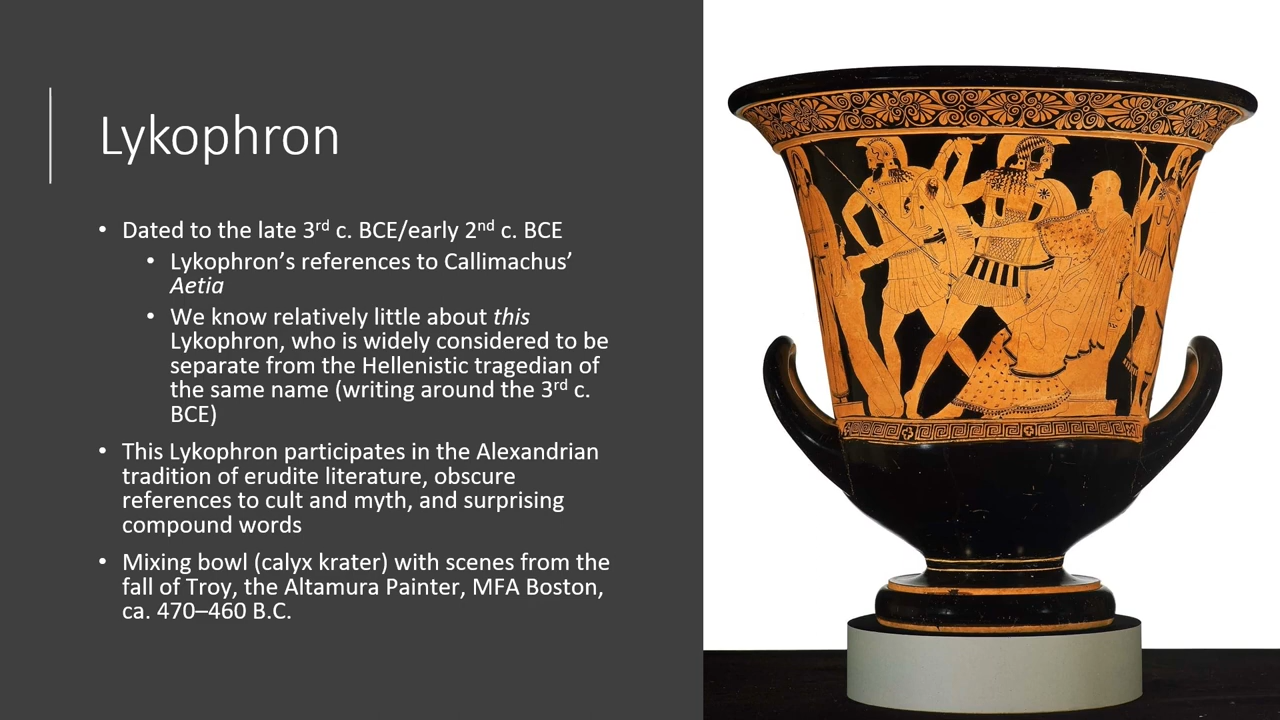 Lykophron
• Dated to the late 3rd c. BCE/early 2nd c. BCE
• Lykophron’s references to Callimachus’
Aetia
• We know relatively little about this
Lykophron, who is widely considered to be
separate from the Hellenistic tragedian of
the same name (writing around the 3rd c.
BCE)
• This Lykophron participates in the Alexandrian
tradition of erudite literature, obscure
references to cult and myth, and surprising
compound words
• Mixing bowl (calyx krater) with scenes from the
fall of Troy, the Altamura Painter, MFA Boston,
ca. 470–460 B.C.